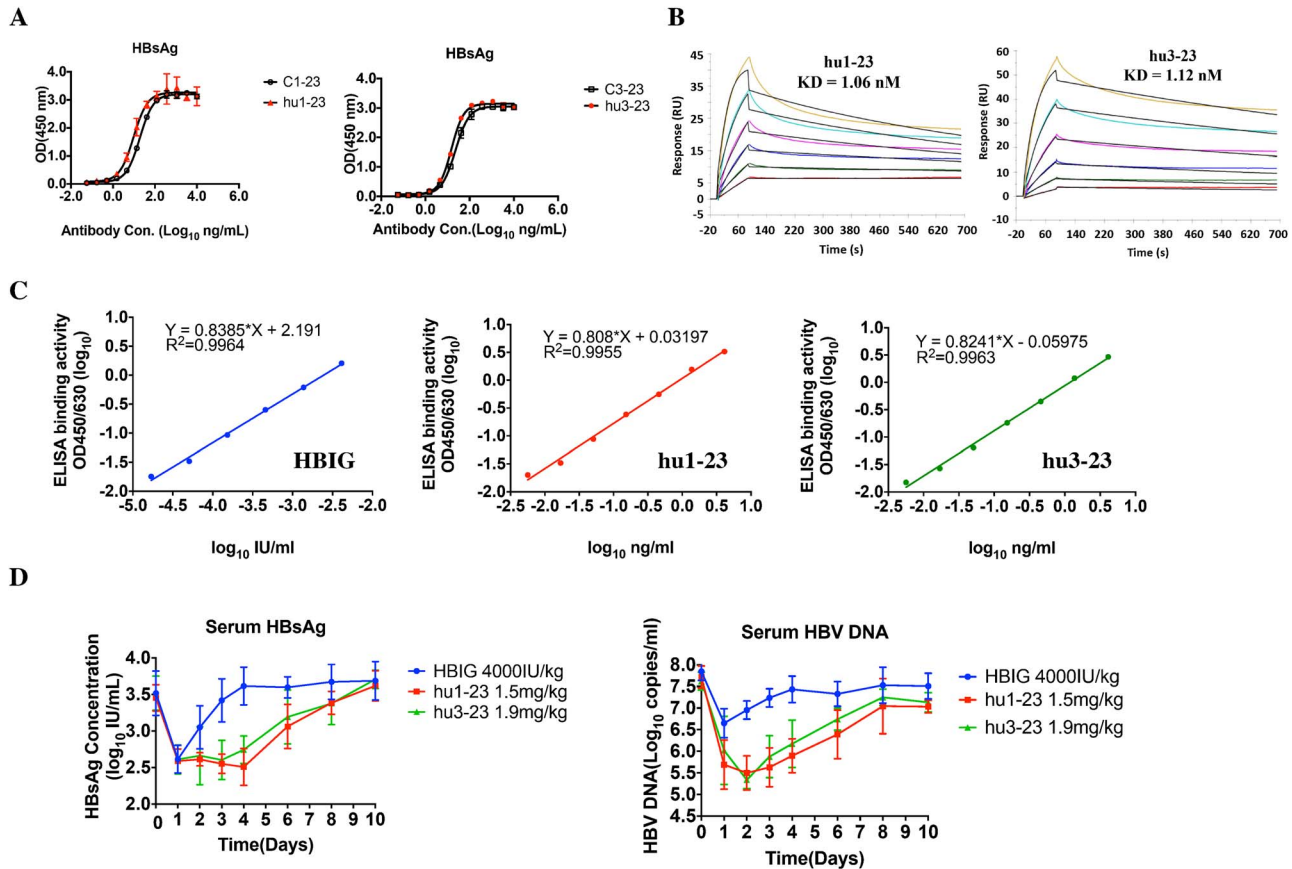 A
HBsAg
OD(450 nm)
4.0
3.0
2.0
1.0
0.0
-2.0 0.0 2.0 4.0 6.0
Antibody Con. (Log10 ng/mL)
C1-23
hu1-23
HBsAg
OD(450 nm)
4.0
3.0
2.0
1.0
0.0
-2.0 0.0 2.0 4.0 6.0
Antibody Con.(Log10 ng/mL)
C3-23
hu3-23
B
hu1-23
KD = 1.06 nM
Response (RU)
45
35
25
15
5
-5
-20 60 140 220 300 380 460 540 620 700
Time (s)
hu3-23
KD = 1.12 nM
Response (RU)
60
50
40
30
20
10
0
-10
-20 60 140 220 300 380 460 540 620 700
Time (s)
C
ELISA binding activity
OD450/630 (log10)
1.0
0.5
0.0
-0.5
-1.0
-1.5
-2.0
Y = 0.8385*X + 2.191
R2=0.9964
HBIG
-5.0 -4.5 -4.0 -3.5 -3.0 -2.5 -2.0
log10 IU/ml
ELISA binding activity
OD450/630 (log10)
1.0
0.5
0.0
-0.5
-1.0
-1.5
-2.0
Y = 0.808*X + 0.03197
R2=0.9955
hu1-23
-2.5 -2.0 -1.5 -1.0 -0.5 0.0 0.5 1.0
log10 ng/ml
ELISA binding activity
OD450/630 (log10)
1.0
0.5
0.0
-0.5
-1.0
-1.5
-2.0
Y = 0.8241*X - 0.05975
R2=0.9963
hu3-23
-2.5 -2.0 -1.5 -1.0 -0.5 0.0 0.5 1.0
log10 ng/ml
D
Serum HBsAg
HBsAg Concentration
(log10 IU/mL)
4.0
3.5
3.0
2.5
2.0
0 1 2 3 4 5 6 7 8 9 10
Time(Days)
HBIG 4000IU/kg
hu1-23 1.5mg/kg
hu3-23 1.9mg/kg
Serum HBV DNA
HBV DNA(Log10 copies/ml)
8.0
7.5
7.0
6.5
6.0
5.5
5.0
4.5
0 1 2 3 4 5 6 7 8 9 10
Time(Days)
HBIG 4000IU/kg
hu1-23 1.5mg/kg
hu3-23 1.9mg/kg